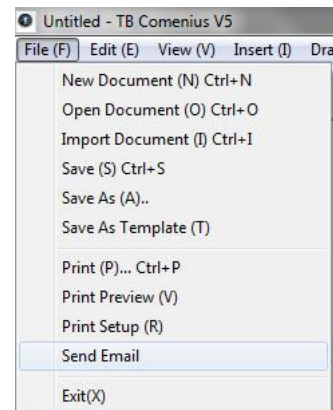 Untitled - TB Comenius V5
File (F) Edit (E) View (V) Insert (I) Dra
New Document (N) Ctrl+N
Open Document (O) Ctrl+O
Import Document (I) Ctrl+I
Save (S) Ctrl+S
Save As (A)..
Save As Template (T)
Print (P)... Ctrl+P
Print Preview (V)
Print Setup (R)
Send Email
Exit(X)